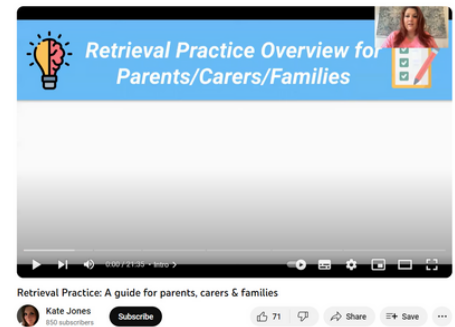 Retrieval Practice Overview for
Parents/Carers/Families
0:00 / 21:35 • Intro
Retrieval Practice: A guide for parents, carers & families
Kate Jones
850 subscribers
Subscribe
71
Share
Save